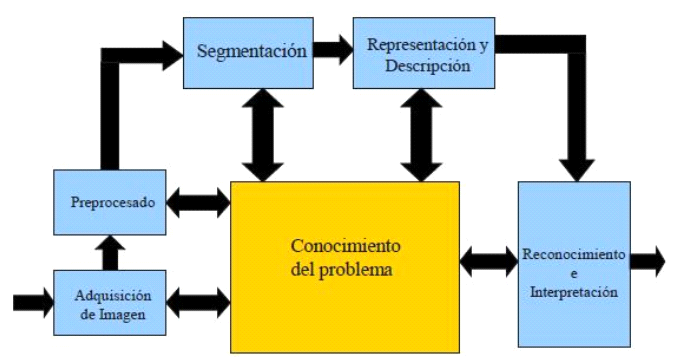 Segmentación
Representación y
Descripción
Preprocesado
Conocimiento
del problema
Reconocimiento
e
Interpretación
Adquisición
de Imagen